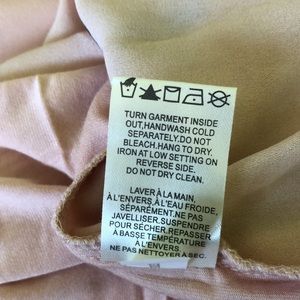 TURN GARMENT INSIDE
OUT,HANDWASH COLD
SEPARATELY.DO NOT
BLEACH.HANG TO DRY.
IRON AT LOW SETTING ON
REVERSE SIDE.
DO NOT DRY CLEAN.
LAVER À LA MAIN,
À L'ENVERS,À L'EAU FROIDE,
SÉPARÉMENT.NE PAS
JAVELLISER.SUSPENDRE
POUR SÉCHER.REPASSER
À BASSE TEMPÉRATURE
À L'ENVERS.
NE PAS NETTOYER À SEC.